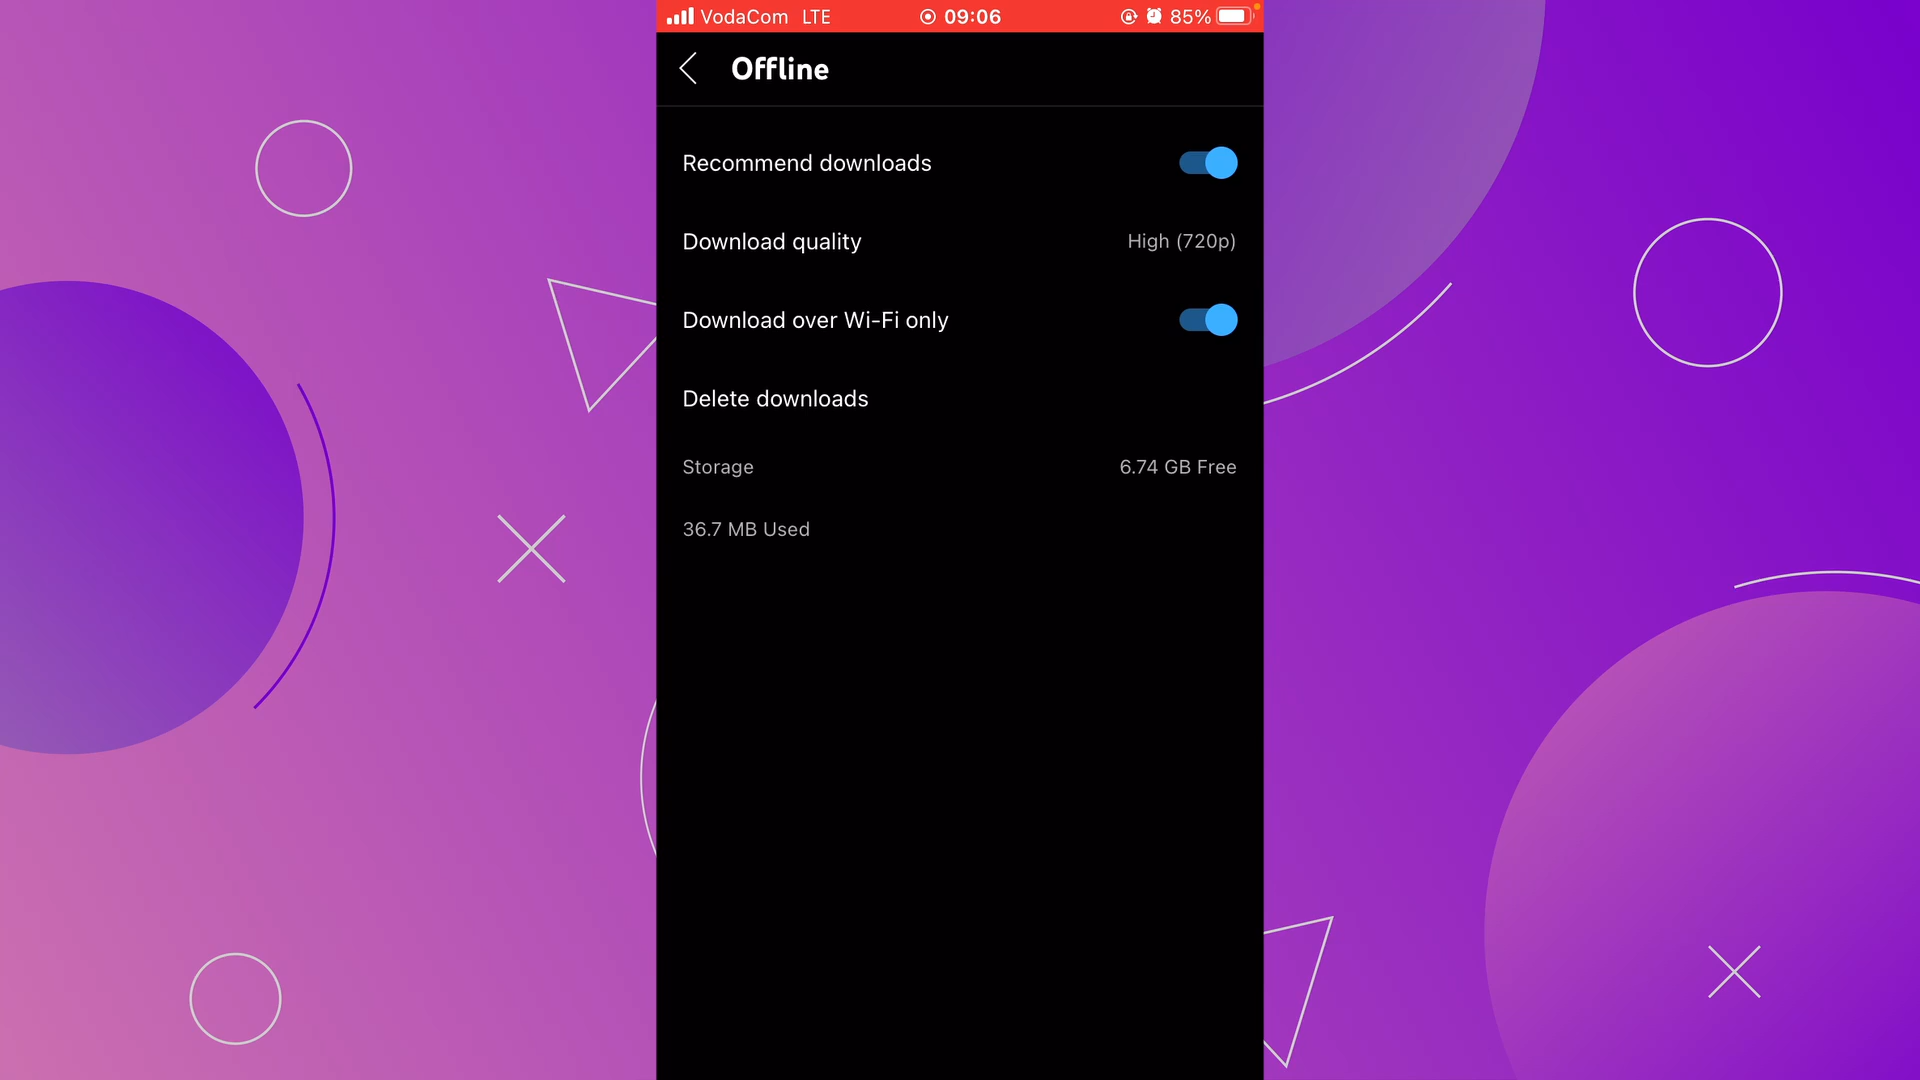 VodaCom LTE 09:06 85%
Offline
Recommend downloads
Download quality High (720p)
Download over Wi-Fi only
Delete downloads
Storage 6.74 GB Free
36.7 MB Used